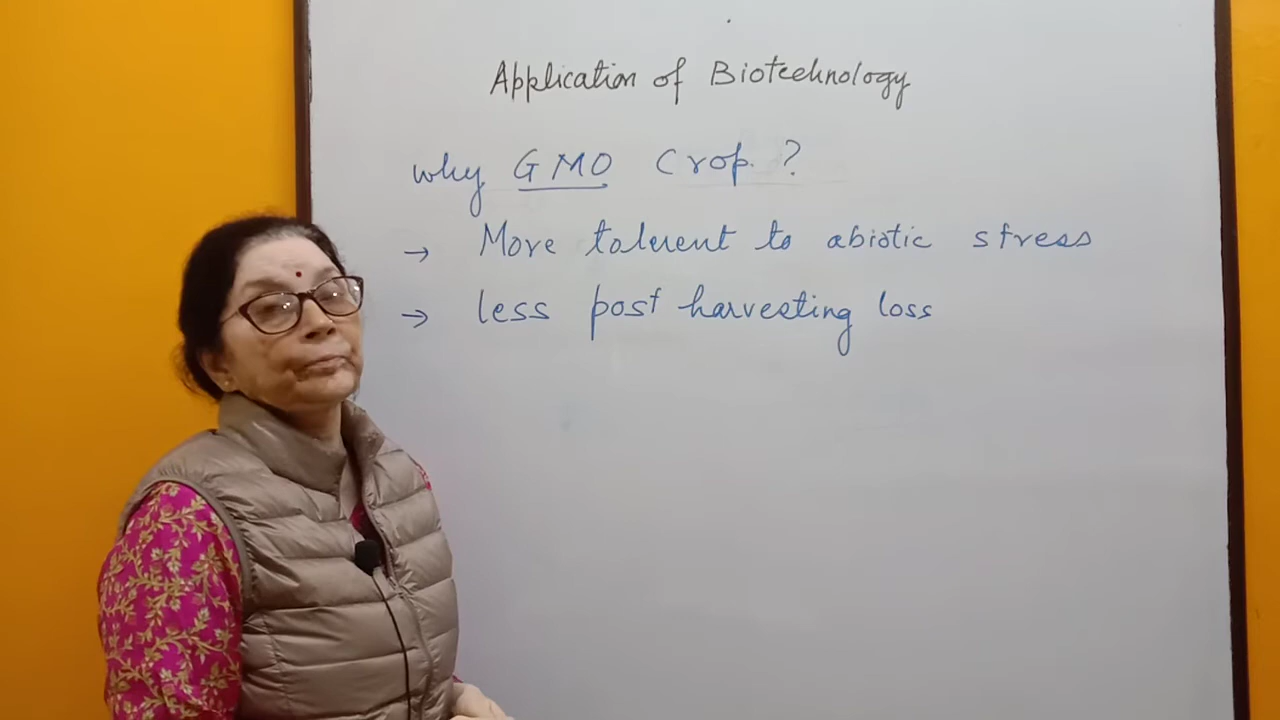 Application of Biotechnology
why GMO Crop. ?
→ More tolerent to abiotic stress
→ less post harvesting loss